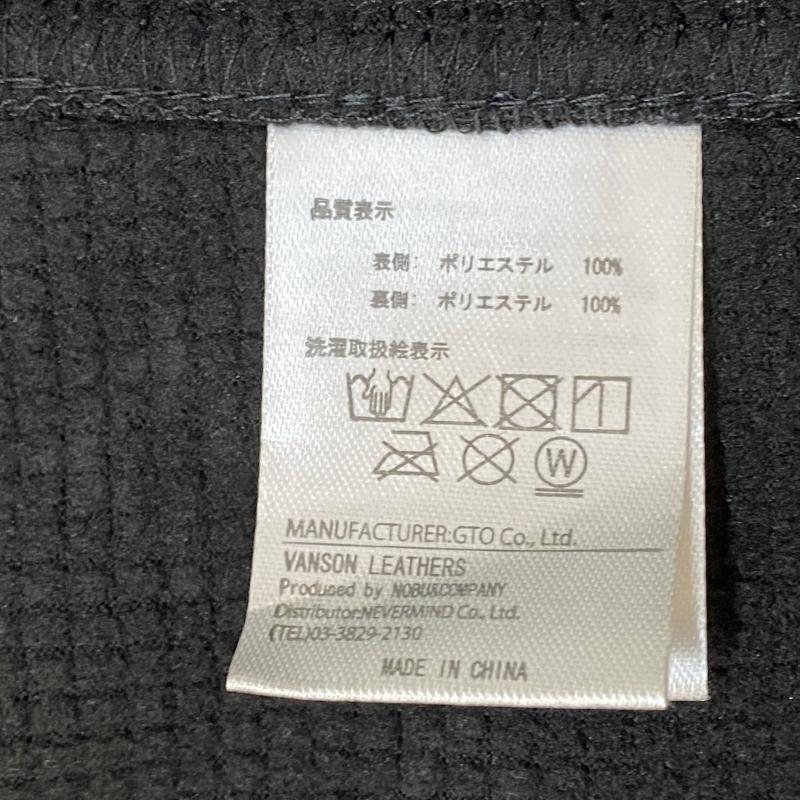 品質表示
表側: ポリエステル 100%
裏側: ポリエステル 100%
洗濯取扱絵表示
W
MANUFACTURER:GTO Co., Ltd.
VANSON LEATHERS
Produced by NOBU&COMPANY
Distributor:NEVERMIND Co., Ltd.
(TEL)03-3829-2130
MADE IN CHINA